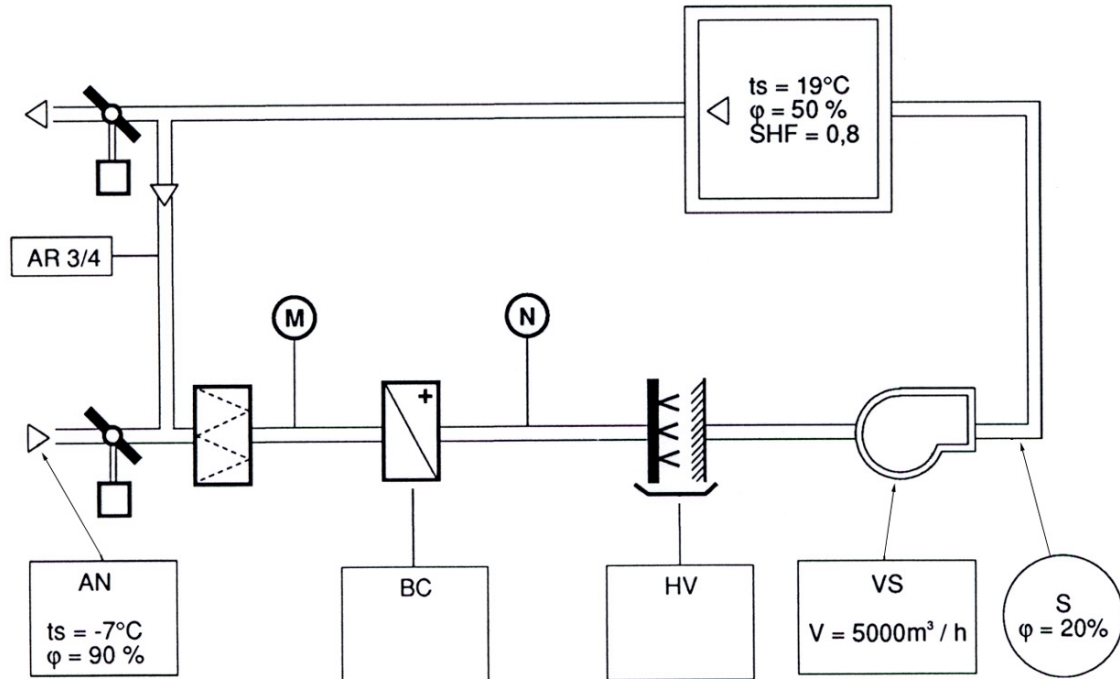 ts = 19°C
φ = 50 %
SHF = 0,8
AR 3/4
M
N
+
AN
ts = -7°C
φ = 90 %
BC
HV
VS
V = 5000m³ / h
S
φ = 20%